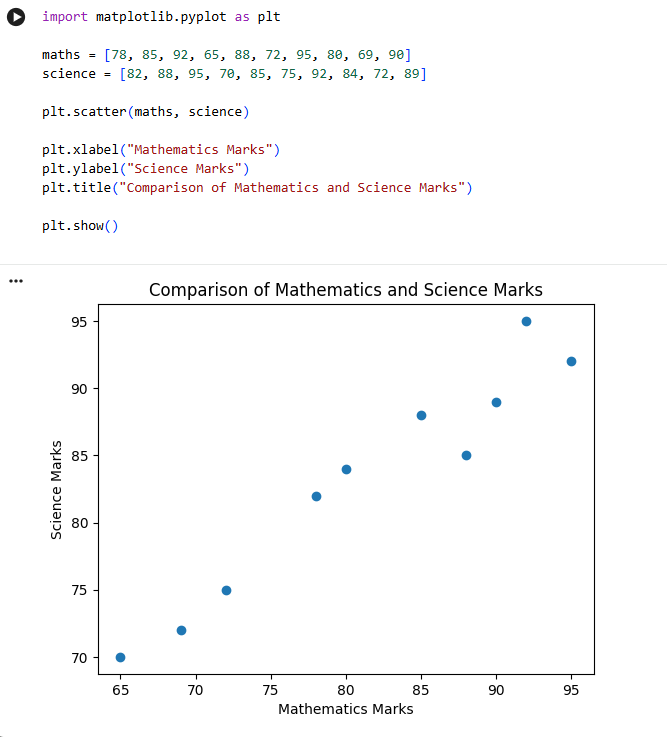 import matplotlib.pyplot as plt
maths = [78, 85, 92, 65, 88, 72, 95, 80, 69, 90]
science = [82, 88, 95, 70, 85, 75, 92, 84, 72, 89]
plt.scatter(maths, science)
plt.xlabel("Mathematics Marks")
plt.ylabel("Science Marks")
plt.title("Comparison of Mathematics and Science Marks")
plt.show()
Comparison of Mathematics and Science Marks
95
90
85
80
75
70
Science Marks
65 70 75 80 85 90 95
Mathematics Marks